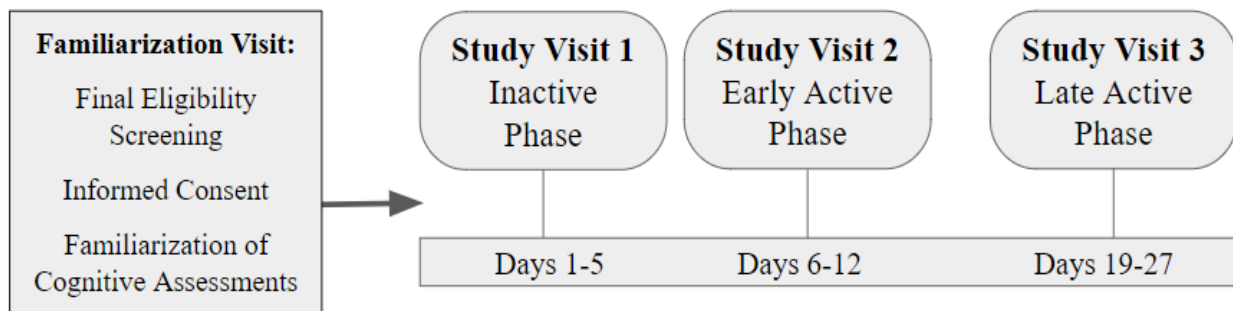 Familiarization Visit:
Final Eligibility
Screening
Informed Consent
Familiarization of
Cognitive Assessments
Study Visit 1
Inactive
Phase
Study Visit 2
Early Active
Phase
Study Visit 3
Late Active
Phase
Days 1-5
Days 6-12
Days 19-27